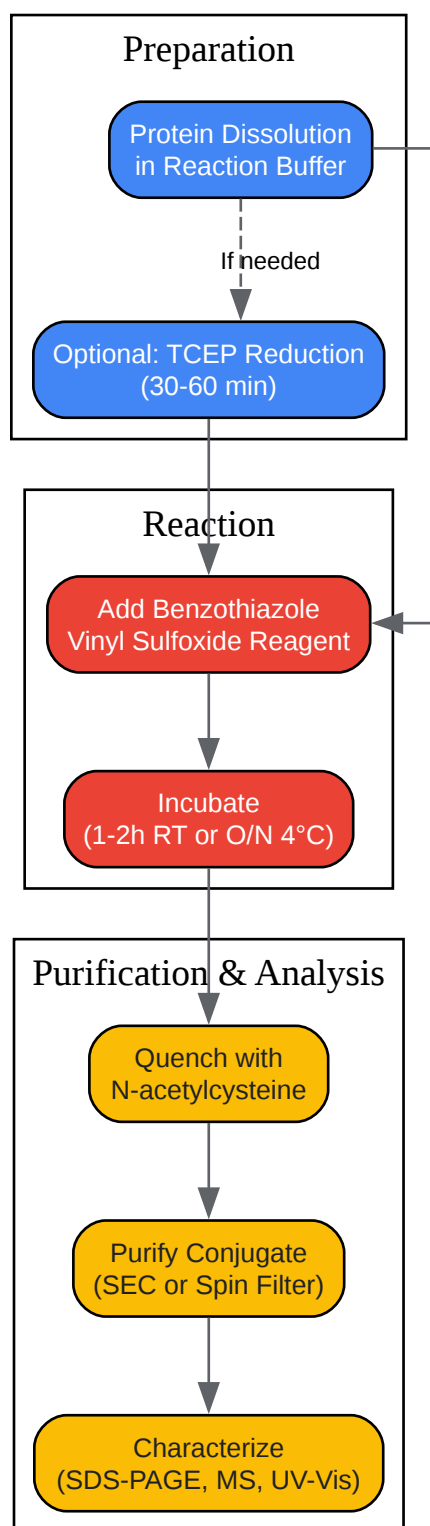 Preparation
Protein Dissolution
in Reaction Buffer
If needed
Optional: TCEP Reduction
(30-60 min)
Reaction
Add Benzothiazole
Vinyl Sulfoxide Reagent
Incubate
(1-2h RT or O/N 4°C)
Purification & Analysis
Quench with
N-acetylcysteine
Purify Conjugate
(SEC or Spin Filter)
Characterize
(SDS-PAGE, MS, UV-Vis)